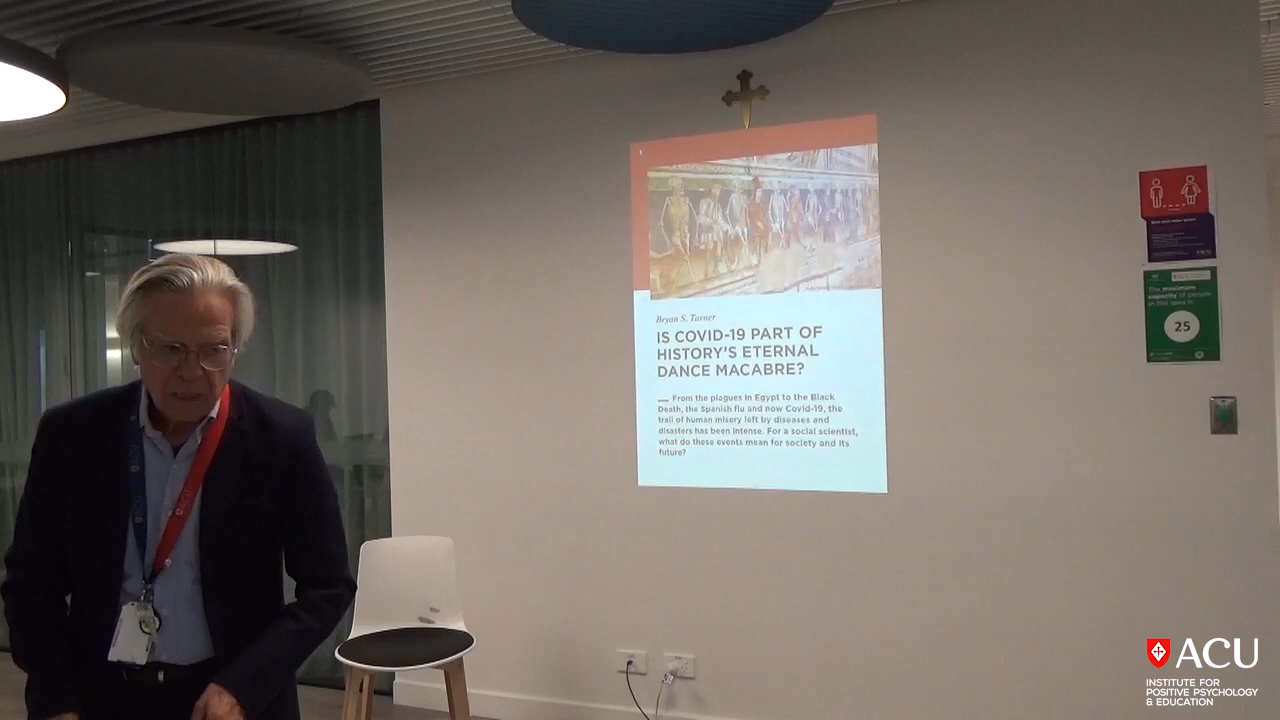 Bryan S. Turner
IS COVID-19 PART OF
HISTORY'S ETERNAL
DANCE MACABRE?
— From the plagues in Egypt to the Black
Death, the Spanish flu and now Covid-19, the
trail of human misery left by diseases and
disasters has been intense. For a social scientist,
what do these events mean for society and its
future?
The maximum
capacity of people
in this space is:
25
ACU
INSTITUTE FOR
POSITIVE PSYCHOLOGY
& EDUCATION